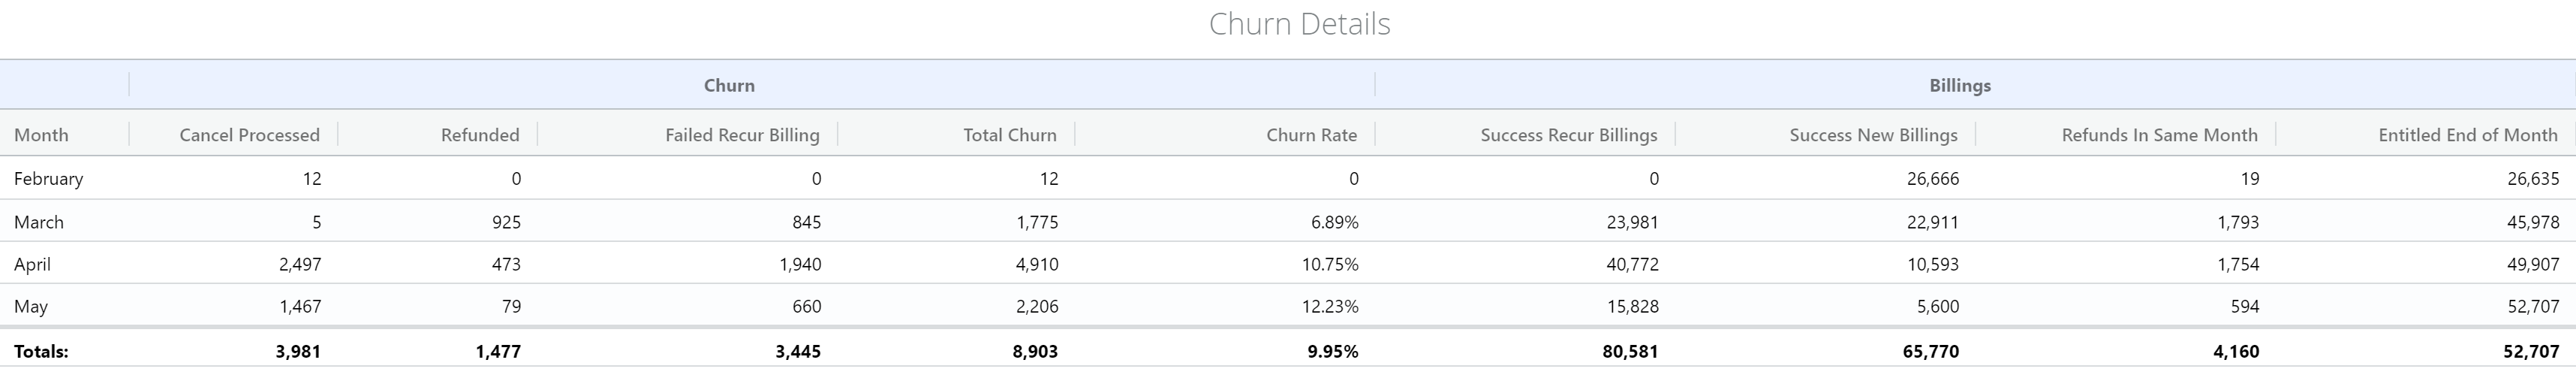 Churn Details
Churn Billings
Month Cancel Processed Refunded Failed Recur Billing Total Churn Churn Rate Success Recur Billings Success New Billings Refunds In Same Month Entitled End of Month
February 12 0 0 12 0 0 26,666 19 26,635
March 5 925 845 1,775 6.89% 23,981 22,911 1,793 45,978
April 2,497 473 1,940 4,910 10.75% 40,772 10,593 1,754 49,907
May 1,467 79 660 2,206 12.23% 15,828 5,600 594 52,707
Totals: 3,981 1,477 3,445 8,903 9.95% 80,581 65,770 4,160 52,707